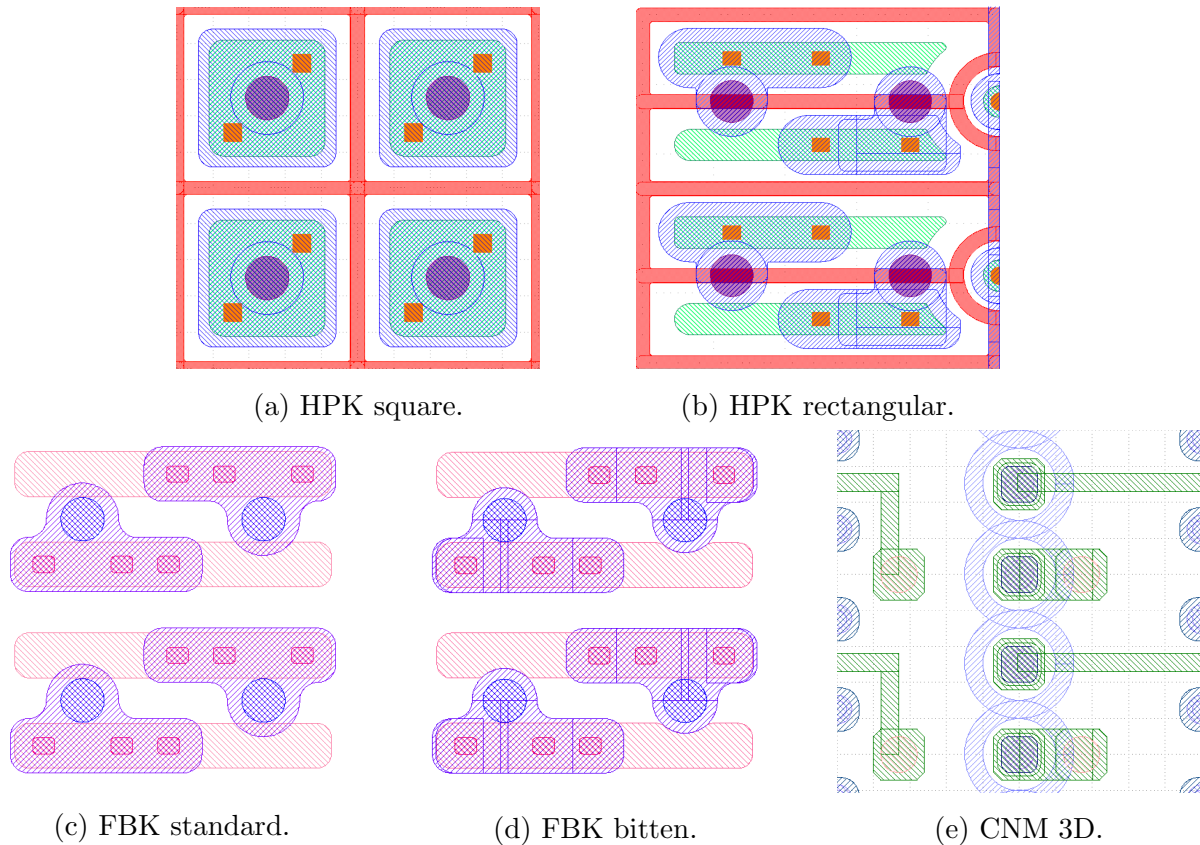 (a) HPK square.
(b) HPK rectangular.
(c) FBK standard.
(d) FBK bitten.
(e) CNM 3D.